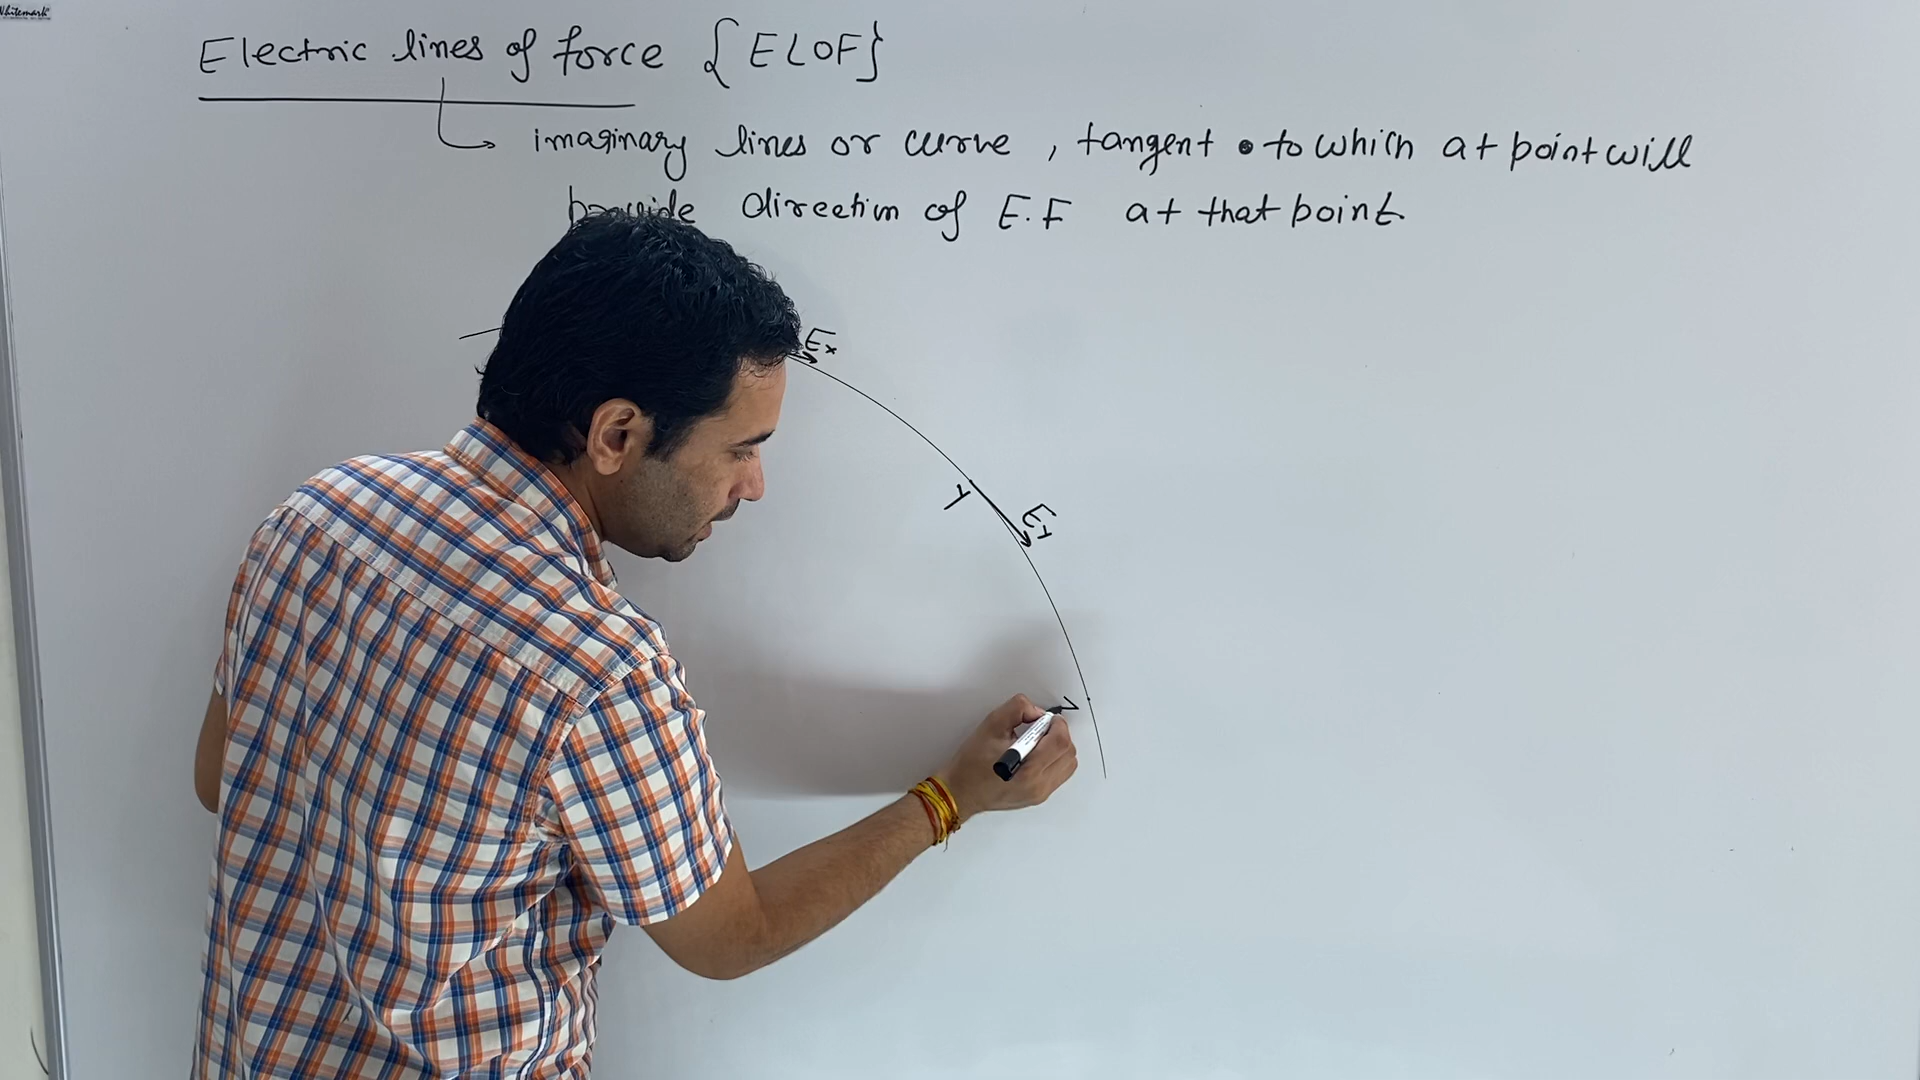 Whitemark
Electric lines of force {ELOF}
imaginary lines or curve, tangent to which at point will
provide direction of E.F at that point.
Ex
Y
Ey